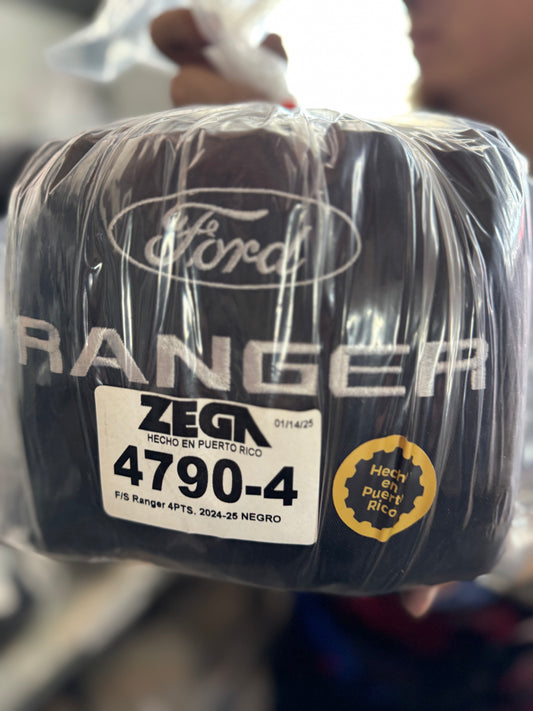 Ford
RANGER
ZEGA
01/14/25
HECHO EN PUERTO RICO
4790-4
F/S Ranger 4PTS. 2024-25 NEGRO
Hecho
en
Puerto
Rico